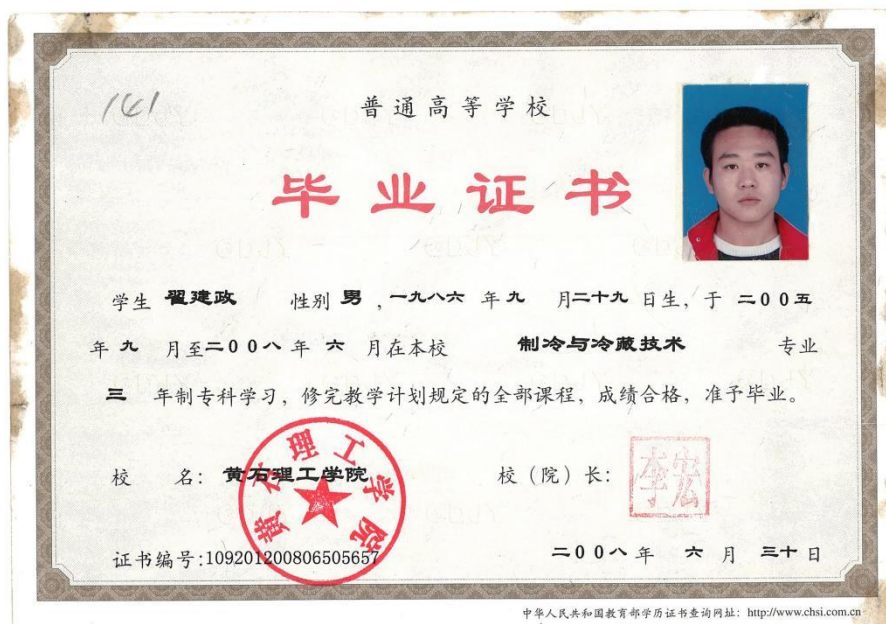 161
普通高等学校
毕业证书
学生 翟建政 性别 男 ,一九八六 年 九 月二十九 日生，于 二00五
年 九 月至二00八 年 六 月在本校 制冷与冷藏技术 专业
三 年制专科学习，修完教学计划规定的全部课程，成绩合格，准予毕业。
校 名： 黄石理工学院 校（院）长：
黄石理工学院
李宏
证书编号:109201200806505657 二00八 年 六 月 三十 日
中华人民共和国教育部学历证书查询网址：http://www.chsi.com.cn